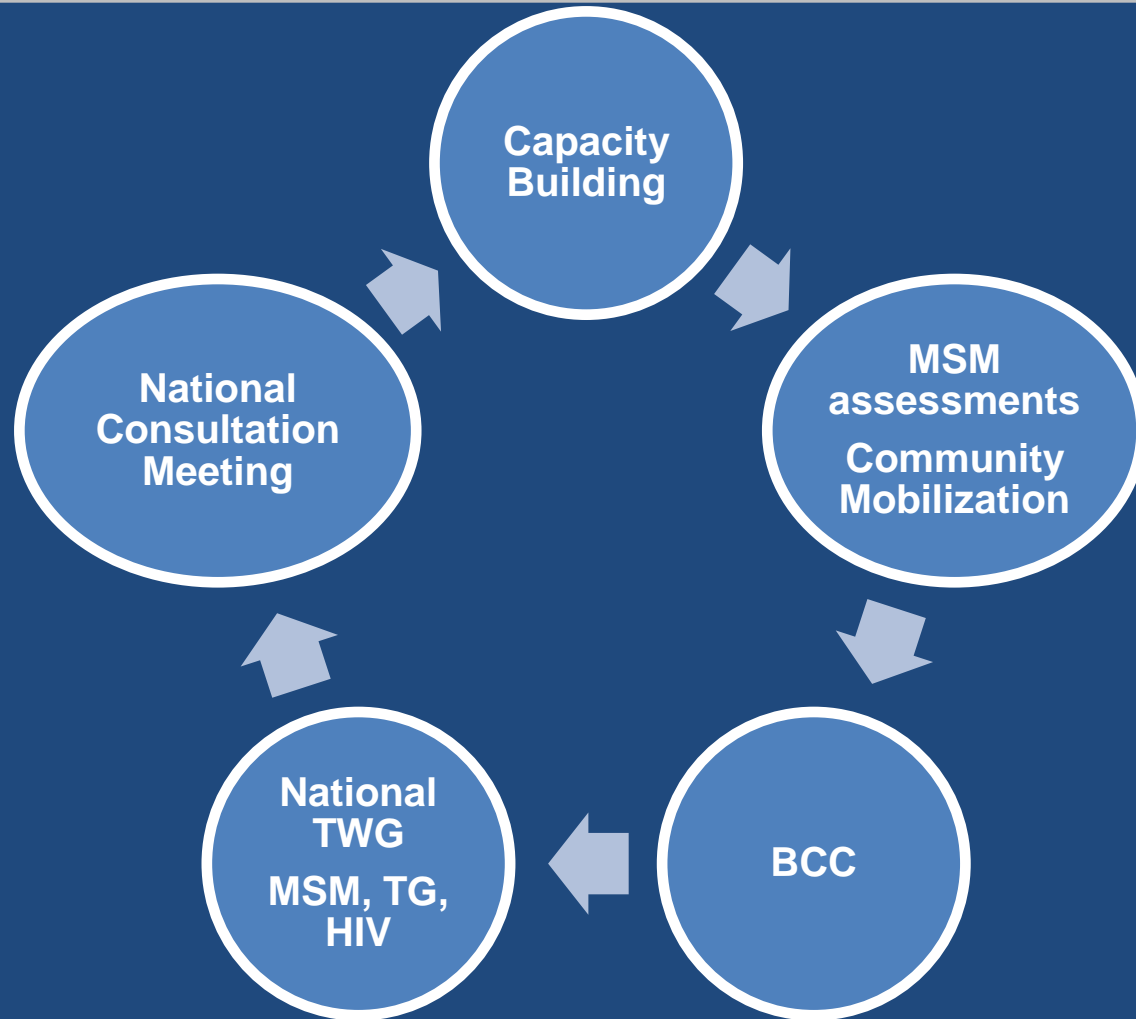 Capacity
Building
MSM
assessments
Community
Mobilization
BCC
National
TWG
MSM, TG,
HIV
National
Consultation
Meeting